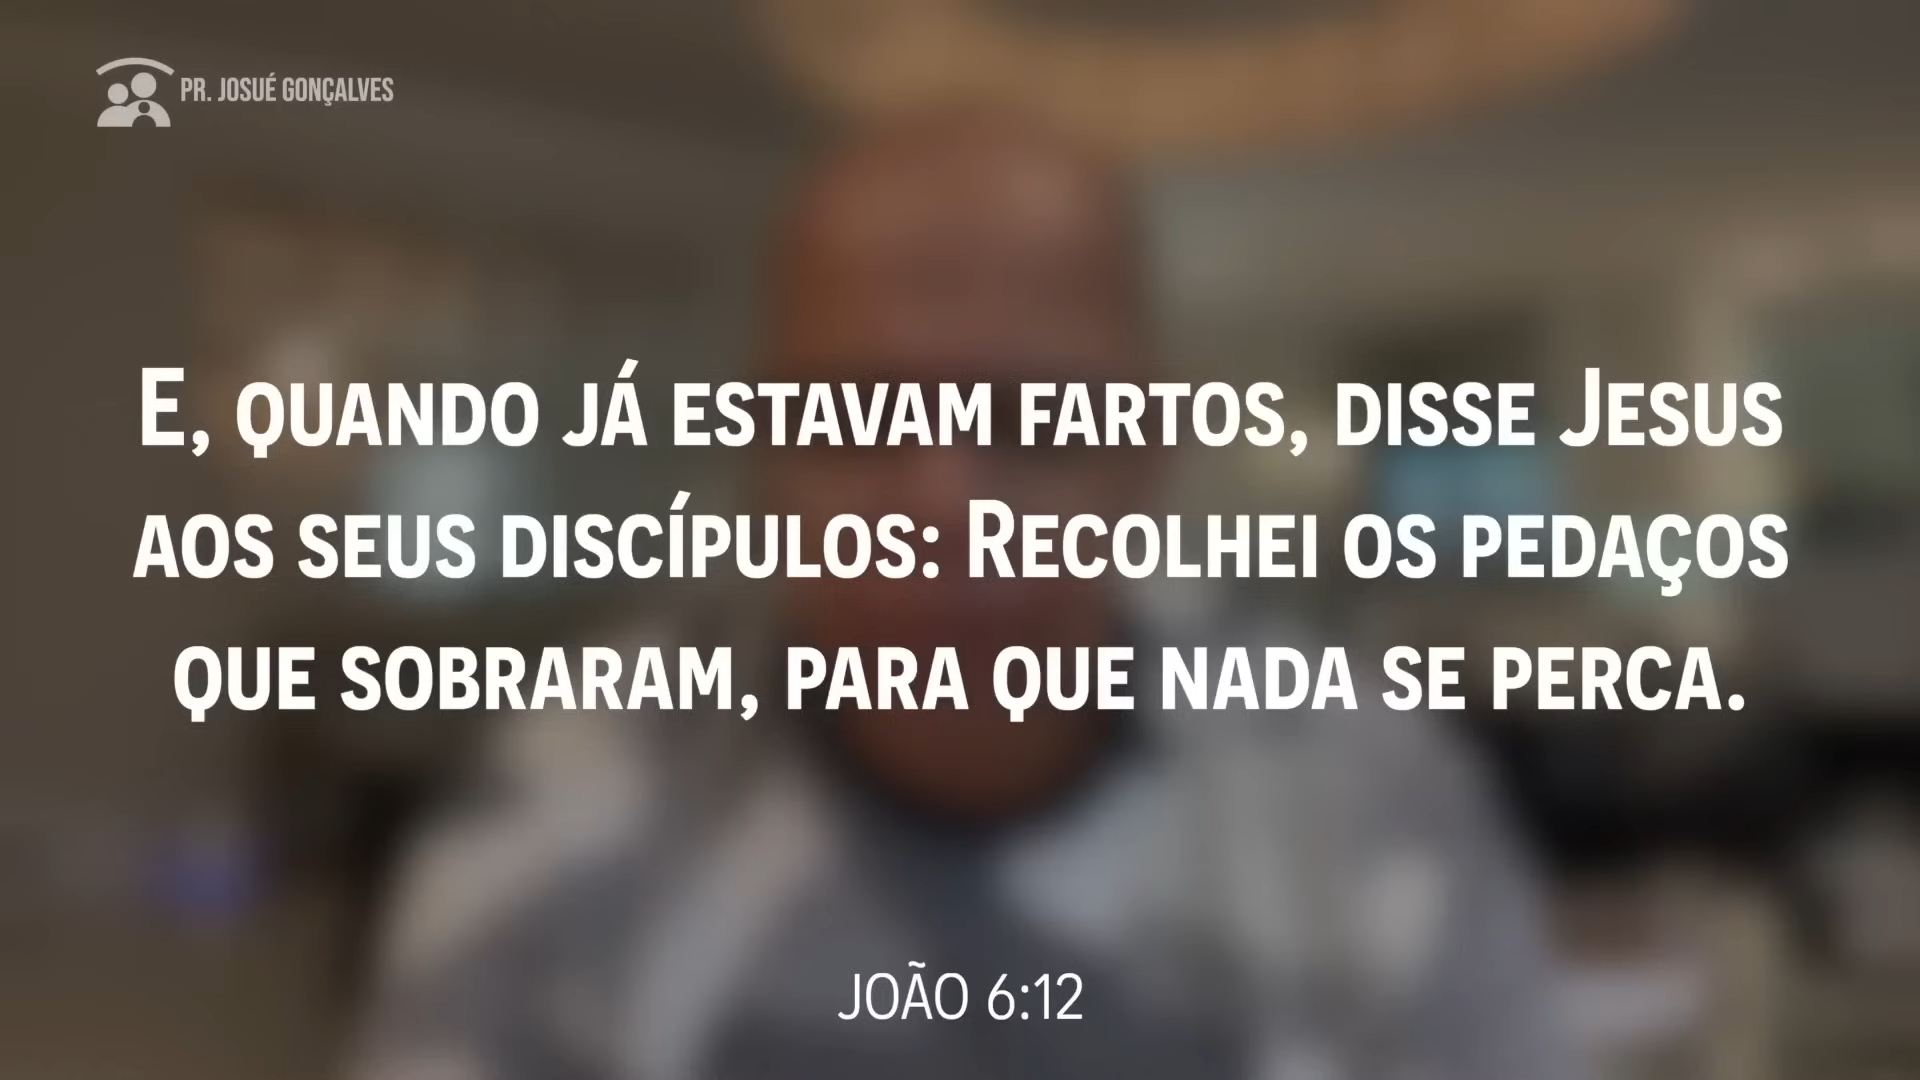 PR. JOSUÉ GONÇALVES
E, QUANDO JÁ ESTAVAM FARTOS, DISSE JESUS
AOS SEUS DISCÍPULOS: RECOLHEI OS PEDAÇOS
QUE SOBRARAM, PARA QUE NADA SE PERCA.
JOÃO 6:12